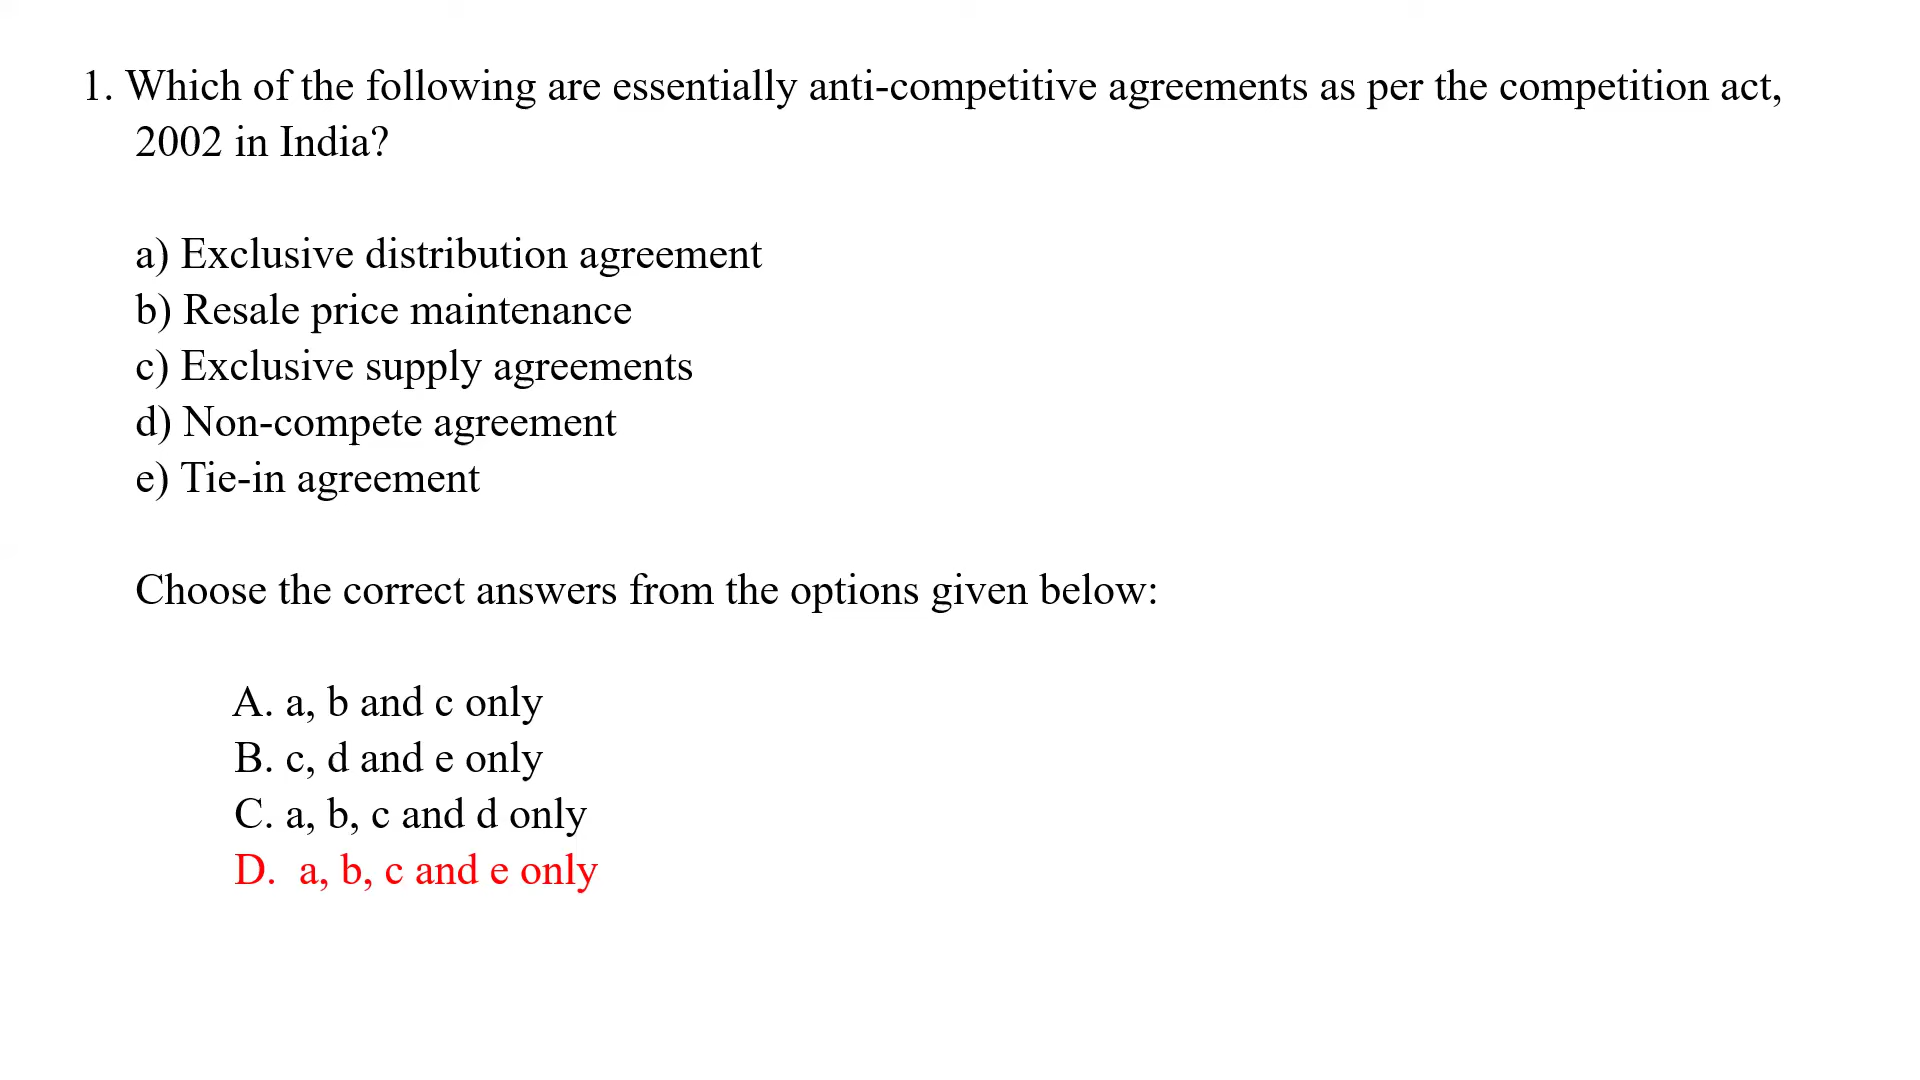 1. Which of the following are essentially anti-competitive agreements as per the competition act,
2002 in India?
a) Exclusive distribution agreement
b) Resale price maintenance
c) Exclusive supply agreements
d) Non-compete agreement
e) Tie-in agreement
Choose the correct answers from the options given below:
A. a, b and c only
B. c, d and e only
C. a, b, c and d only
D. a, b, c and e only